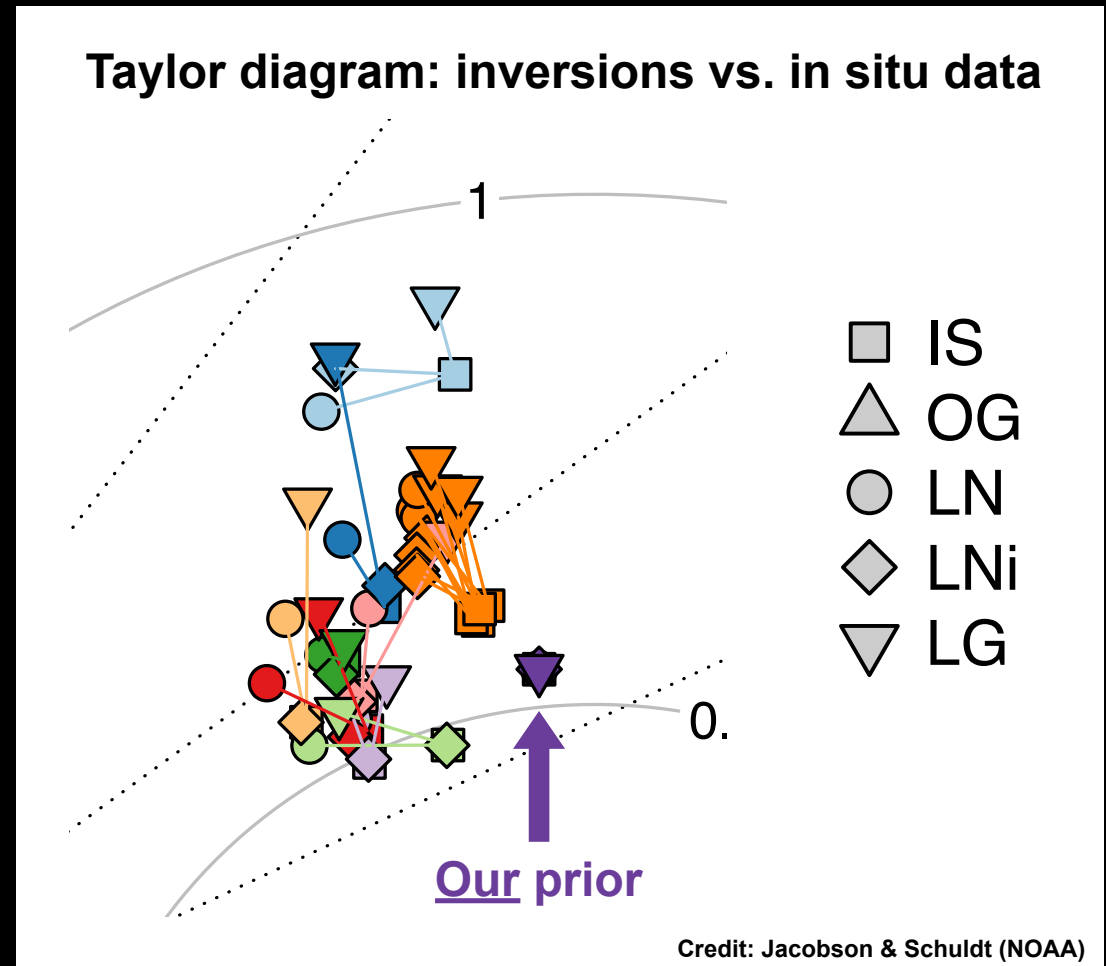 Taylor diagram: inversions vs. in situ data
1
IS
OG
LN
LNi
LG
0.
Our prior
Credit: Jacobson & Schuldt (NOAA)